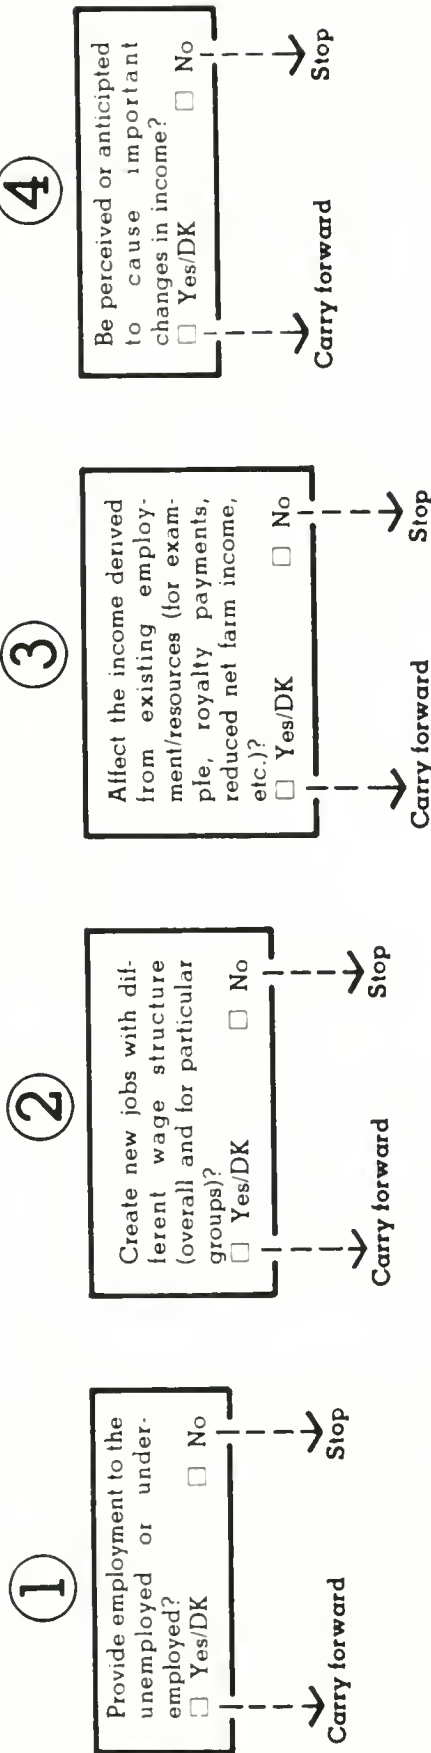 1
Provide employment to the
unemployed or under-
employed?
☐ Yes/DK ☐ No
Carry forward Stop
2
Create new jobs with dif-
ferent wage structure
(overall and for particular
groups)?
☐ Yes/DK ☐ No
Carry forward Stop
3
Affect the income derived
from existing employ-
ment/resources (for exam-
ple, royalty payments,
reduced net farm income,
etc.)?
☐ Yes/DK ☐ No
Carry forward Stop
4
Be perceived or anticipted
to cause important
changes in income?
☐ Yes/DK ☐ No
Carry forward Stop